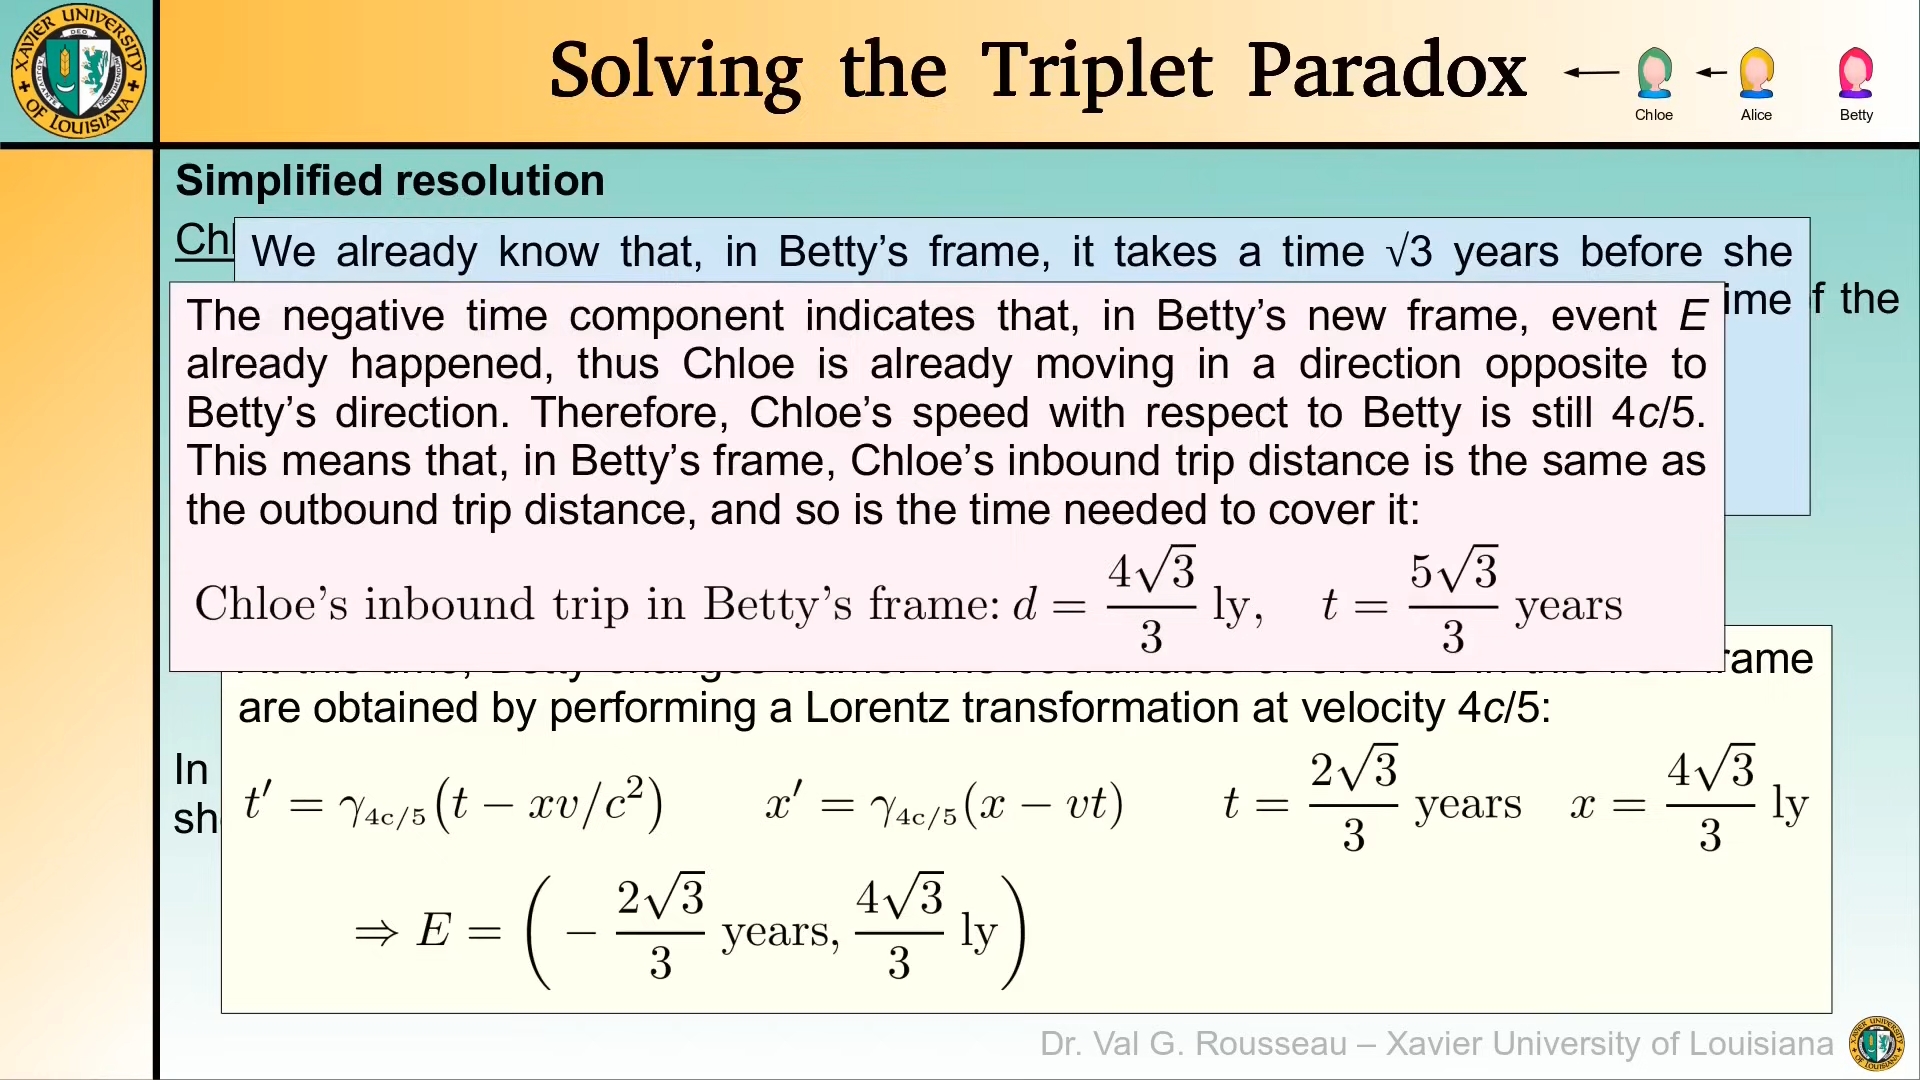 XAVIER UNIVERSITY OF LOUISIANA
DEO
Solving the Triplet Paradox
Chloe Alice Betty
Simplified resolution
Chl
We already know that, in Betty’s frame, it takes a time √3 years before she
ime f the
The negative time component indicates that, in Betty’s new frame, event E
already happened, thus Chloe is already moving in a direction opposite to
Betty’s direction. Therefore, Chloe’s speed with respect to Betty is still 4c/5.
This means that, in Betty’s frame, Chloe’s inbound trip distance is the same as
the outbound trip distance, and so is the time needed to cover it:
Chloe’s inbound trip in Betty’s frame: d = 4√3/3 ly, t = 5√3/3 years
rame
are obtained by performing a Lorentz transformation at velocity 4c/5:
In
sh
t′ = γ4c/5(t − xv/c²) x′ = γ4c/5(x − vt) t = 2√3/3 years x = 4√3/3 ly
⇒ E = ( − 2√3/3 years, 4√3/3 ly )
Dr. Val G. Rousseau – Xavier University of Louisiana